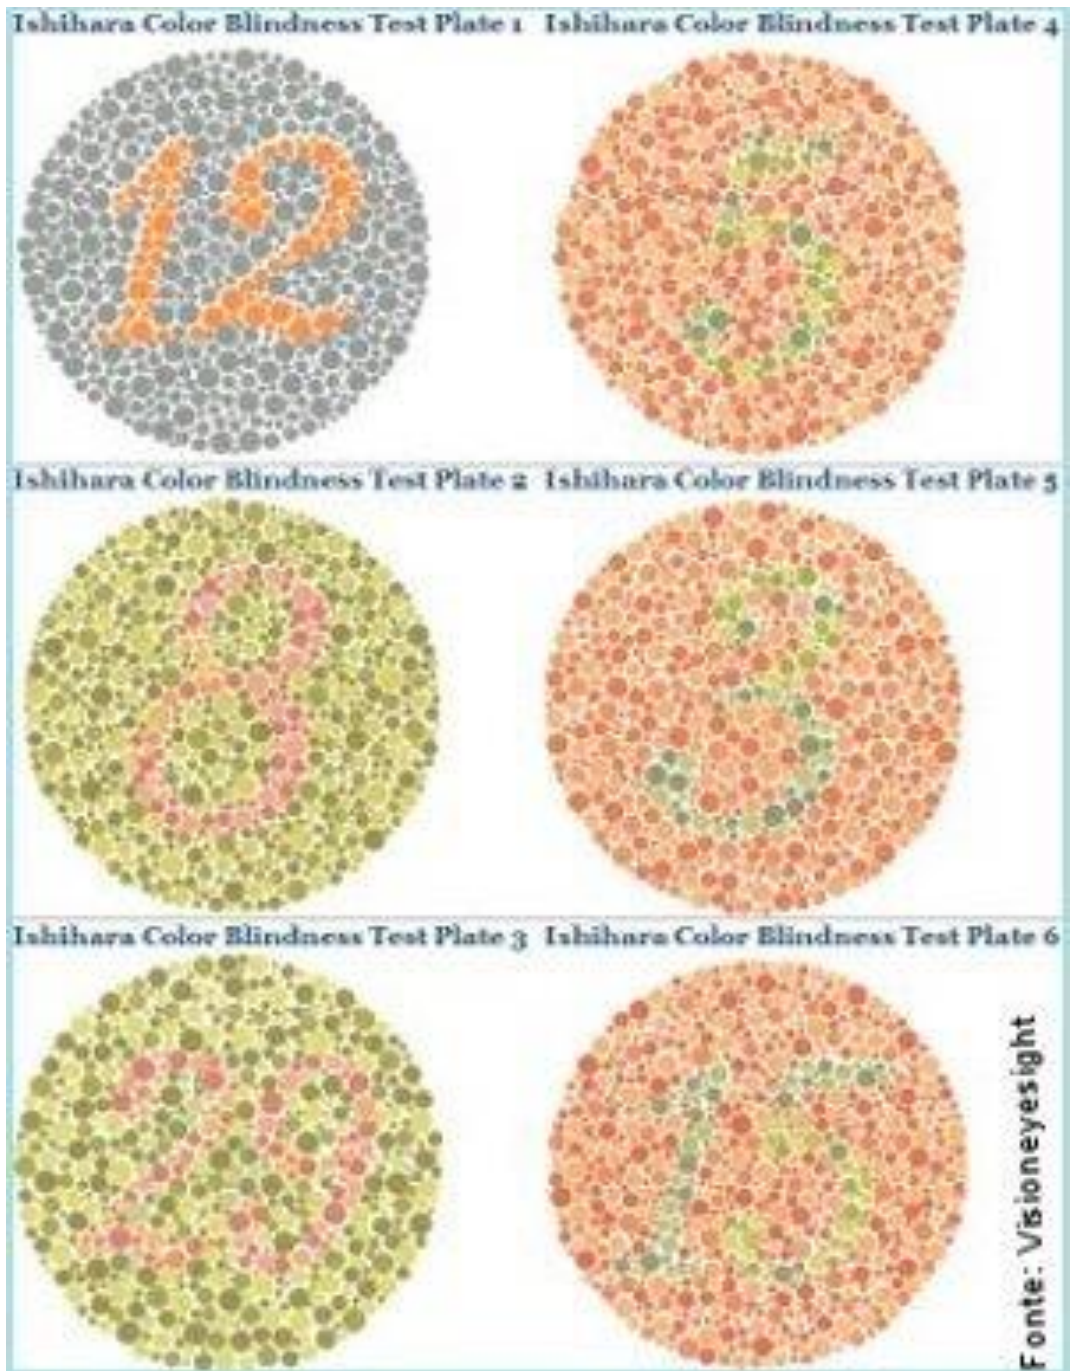 Ishihara Color Blindness Test Plate 1
12
Ishihara Color Blindness Test Plate 4
5
Ishihara Color Blindness Test Plate 2
8
Ishihara Color Blindness Test Plate 5
3
Ishihara Color Blindness Test Plate 3
29
Ishihara Color Blindness Test Plate 6
15
Fonte: Visioneyesight